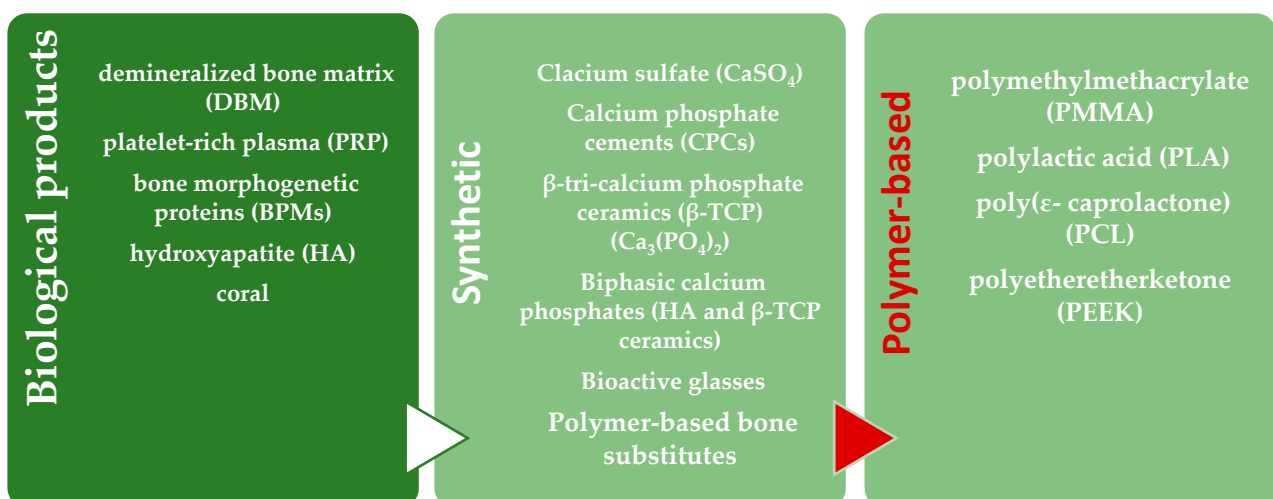 Biological products
demineralized bone matrix
(DBM)
platelet-rich plasma (PRP)
bone morphogenetic
proteins (BPMs)
hydroxyapatite (HA)
coral
Synthetic
Clacium sulfate (CaSO₄)
Calcium phosphate
cements (CPCs)
β-tri-calcium phosphate
ceramics (β-TCP)
(Ca₃(PO₄)₂)
Biphasic calcium
phosphates (HA and β-TCP
ceramics)
Bioactive glasses
Polymer-based bone
substitutes
Polymer-based
polymethylmethacrylate
(PMMA)
polylactic acid (PLA)
poly(ε- caprolactone)
(PCL)
polyetheretherketone
(PEEK)